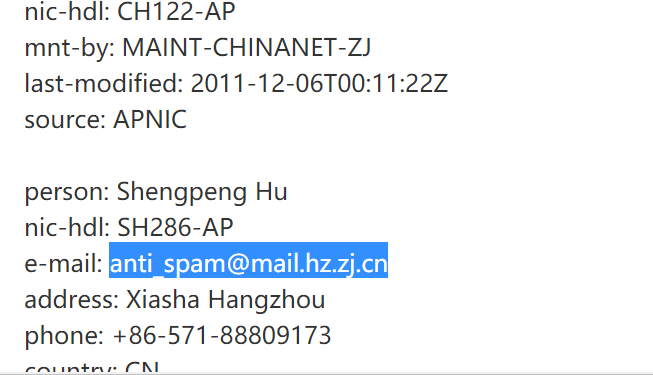 nic-hdl: CH122-AP
mnt-by: MAINT-CHINANET-ZJ
last-modified: 2011-12-06T00:11:22Z
source: APNIC
person: Shengpeng Hu
nic-hdl: SH286-AP
e-mail: anti_spam@mail.hz.zj.cn
address: Xiasha Hangzhou
phone: +86-571-88809173
country: CN